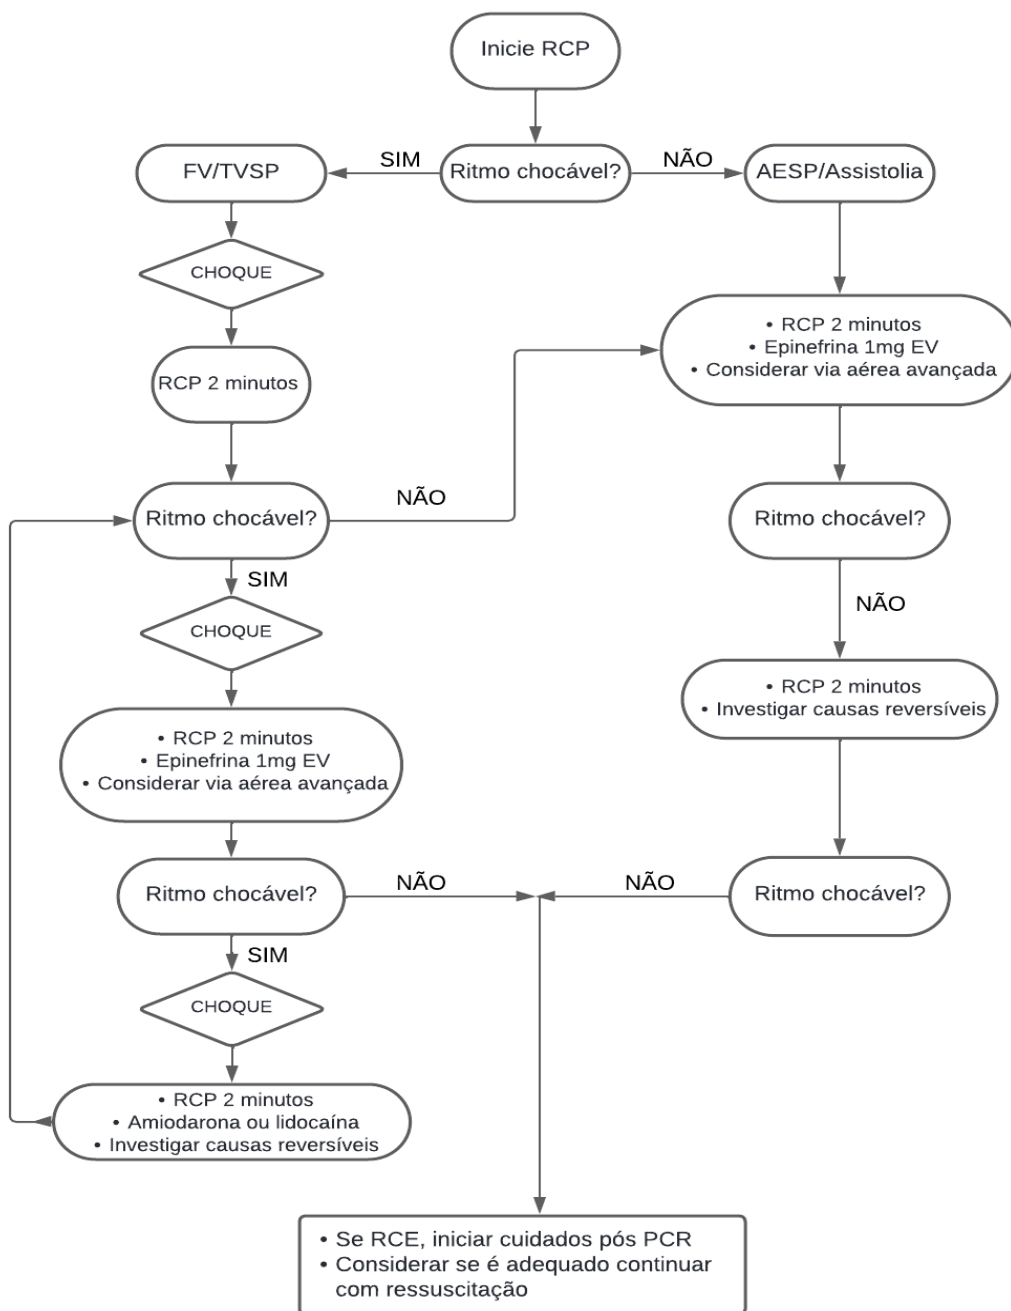 Inicie RCP
FV/TVSP
SIM
Ritmo chocável?
NÃO
AESP/Assistolia
CHOQUE
• RCP 2 minutos
• Epinefrina 1mg EV
• Considerar via aérea avançada
RCP 2 minutos
Ritmo chocável?
NÃO
Ritmo chocável?
SIM
NÃO
CHOQUE
• RCP 2 minutos
• Investigar causas reversíveis
• RCP 2 minutos
• Epinefrina 1mg EV
• Considerar via aérea avançada
Ritmo chocável?
NÃO
NÃO
Ritmo chocável?
SIM
CHOQUE
• RCP 2 minutos
• Amiodarona ou lidocaína
• Investigar causas reversíveis
• Se RCE, iniciar cuidados pós PCR
• Considerar se é adequado continuar
com ressuscitação